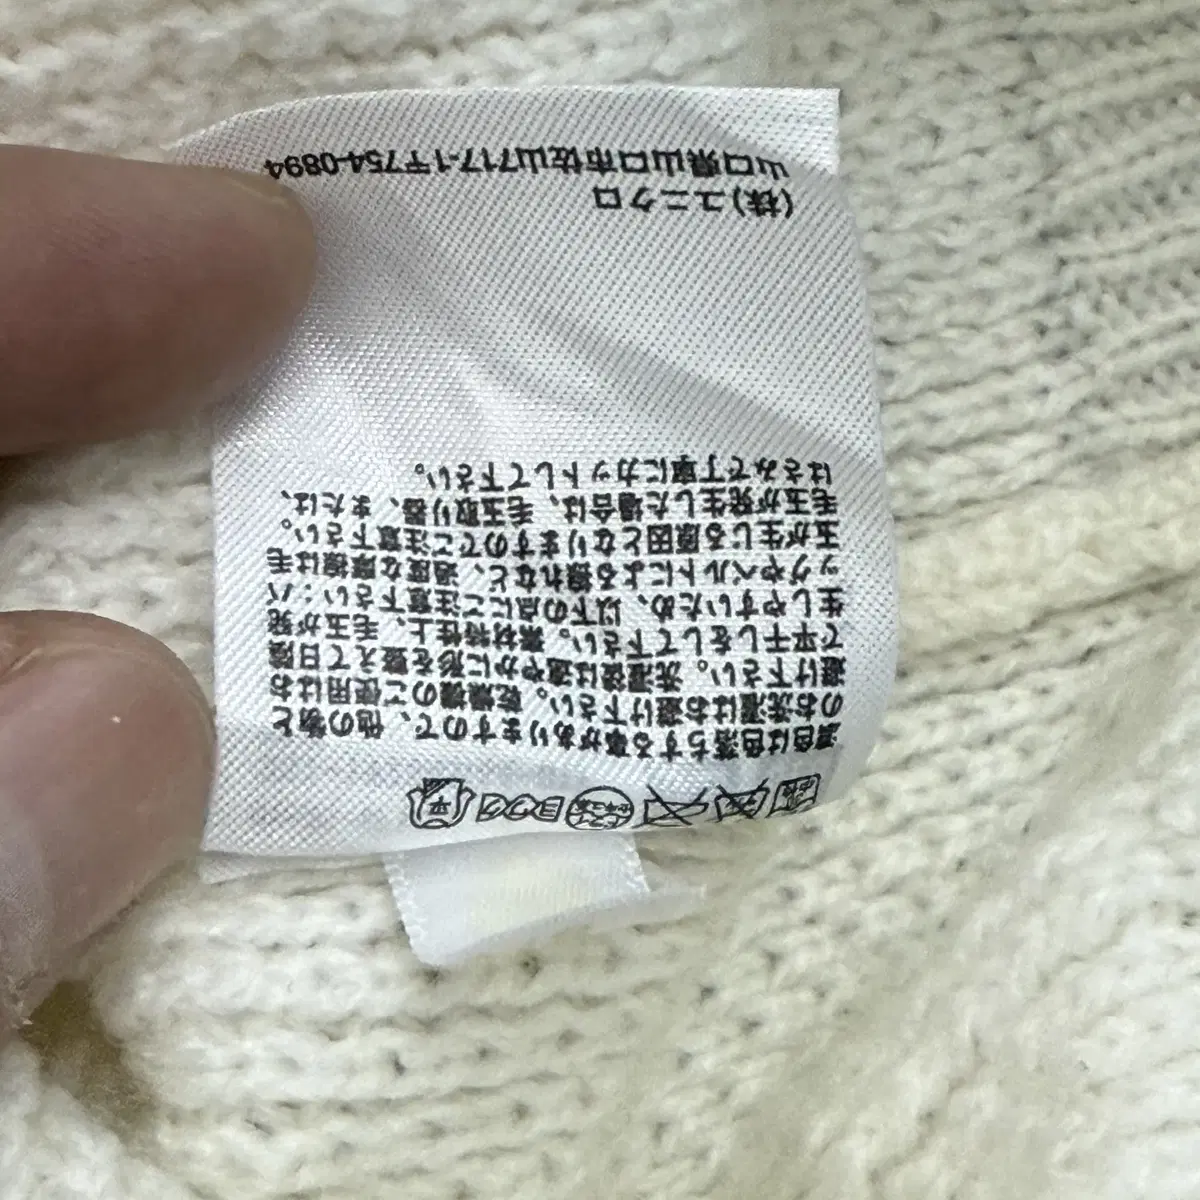 ヨワク
平
濃色は色落ちする事がありますので、他の物と
のお洗濯はお避け下さい。乾燥機のご使用はお
避け下さい。洗濯後は速やかに形を整えて日陰
で平干しをして下さい。素材特性上、毛玉が発
生しやすいため、以下の点にご注意下さい：バ
ッグやベルトによる擦れなど、過度な摩擦は毛
玉が生じる原因となりますのでご注意下さい。
毛玉が発生した場合は、毛玉取り器、または、
はさみで丁寧にカットして下さい。
(株)ユニクロ
山口県山口市佐山717-1〒754-0894